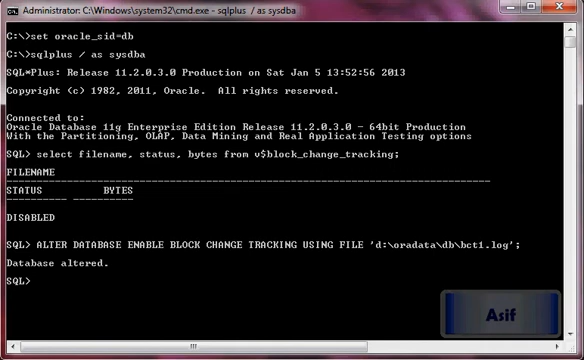 Administrator: C:\Windows\system32\cmd.exe - sqlplus / as sysdba
C:\>set oracle_sid=db
C:\>sqlplus / as sysdba
SQL*Plus: Release 11.2.0.3.0 Production on Sat Jan 5 13:52:56 2013
Copyright (c) 1982, 2011, Oracle. All rights reserved.
Connected to:
Oracle Database 11g Enterprise Edition Release 11.2.0.3.0 - 64bit Production
With the Partitioning, OLAP, Data Mining and Real Application Testing options
SQL> select filename, status, bytes from v$block_change_tracking;
FILENAME
--------------------------------------------------------------------------------
STATUS BYTES
---------- ----------
DISABLED
SQL> ALTER DATABASE ENABLE BLOCK CHANGE TRACKING USING FILE 'd:\oradata\db\bct1.log';
Database altered.
SQL>
Asif